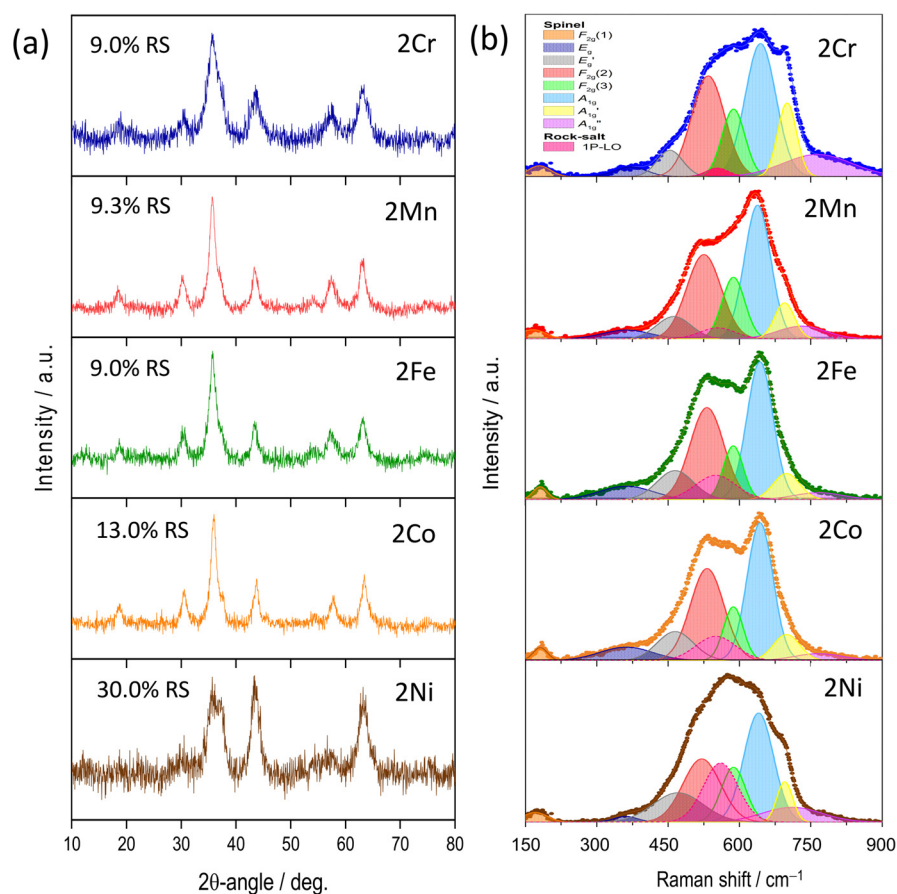 (a)
9.0% RS
2Cr
9.3% RS
2Mn
9.0% RS
2Fe
13.0% RS
2Co
30.0% RS
2Ni
Intensity / a.u.
10 20 30 40 50 60 70 80
2θ-angle / deg.
(b)
Spinel
F2g(1)
Eg
Eg'
F2g(2)
F2g(3)
A1g
A1g'
A1g"
Rock-salt
1P-LO
2Cr
2Mn
2Fe
2Co
2Ni
Intensity / a.u.
150 300 450 600 750 900
Raman shift / cm⁻¹